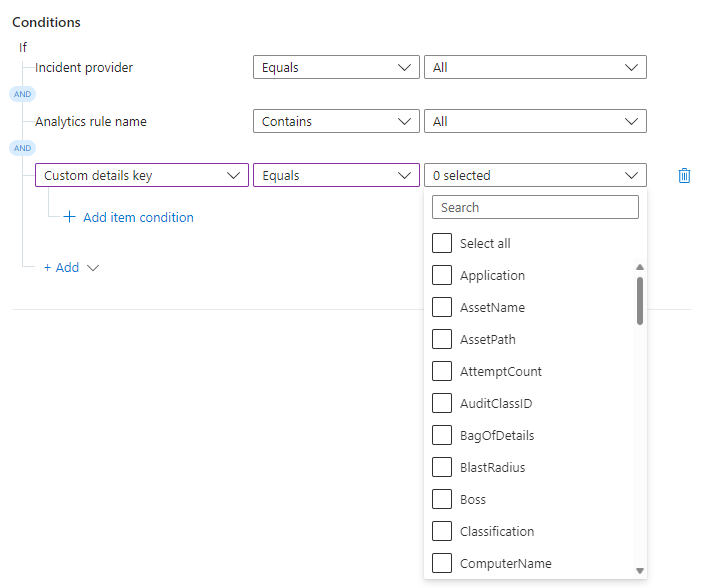 Conditions
If
Incident provider Equals All
AND
Analytics rule name Contains All
AND
Custom details key Equals 0 selected
Search
+ Add item condition
Select all
+ Add
Application
AssetName
AssetPath
AttemptCount
AuditClassID
BagOfDetails
BlastRadius
Boss
Classification
ComputerName